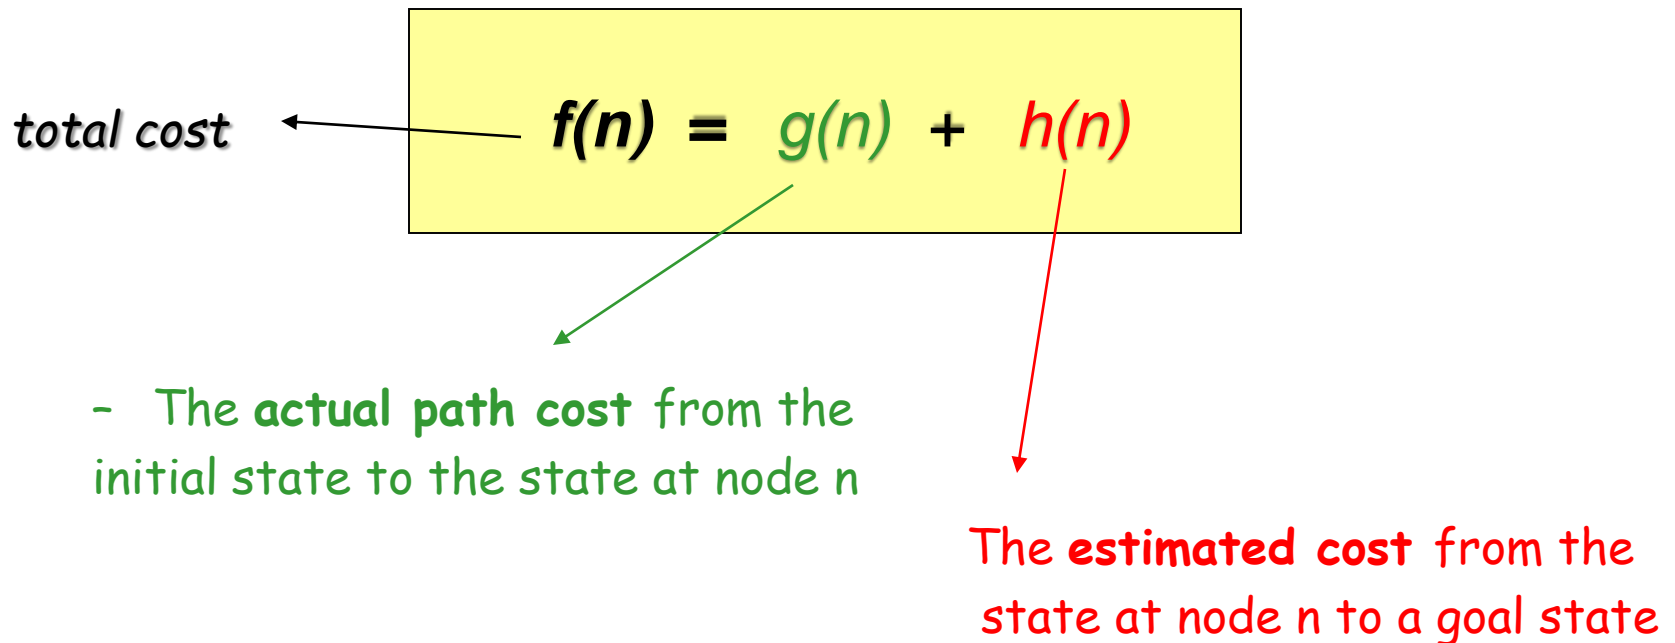 total cost
f(n) = g(n) + h(n)
– The actual path cost from the
initial state to the state at node n
The estimated cost from the
state at node n to a goal state